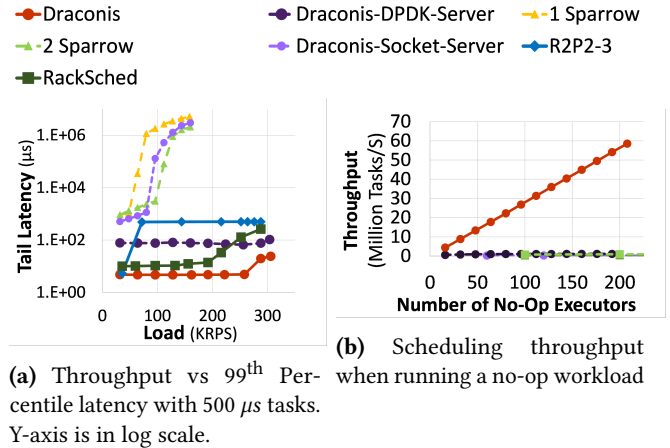 Draconis
Draconis-DPDK-Server
1 Sparrow
2 Sparrow
Draconis-Socket-Server
R2P2-3
RackSched
Tail Latency (µs)
1.E+06
1.E+04
1.E+02
1.E+00
0 100 200 300
Load (KRPS)
Throughput
(Million Tasks/S)
70
60
50
40
30
20
10
0
0 50 100 150 200
Number of No-Op Executors
(a) Throughput vs 99th Per-
centile latency with 500 µs tasks.
Y-axis is in log scale.
(b) Scheduling throughput
when running a no-op workload